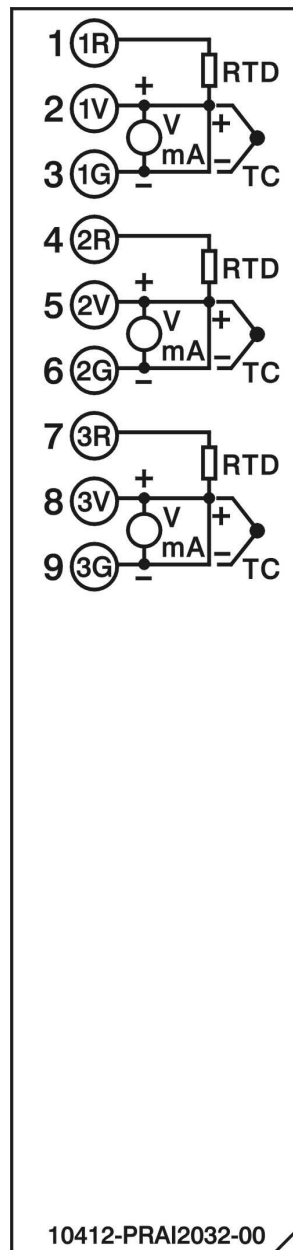 1 1R
RTD
2 1V + V +
mA
3 1G - - TC
4 2R
RTD
5 2V + V +
mA
6 2G - - TC
7 3R
RTD
8 3V + V +
mA
9 3G - - TC
10412-PRAI2032-00